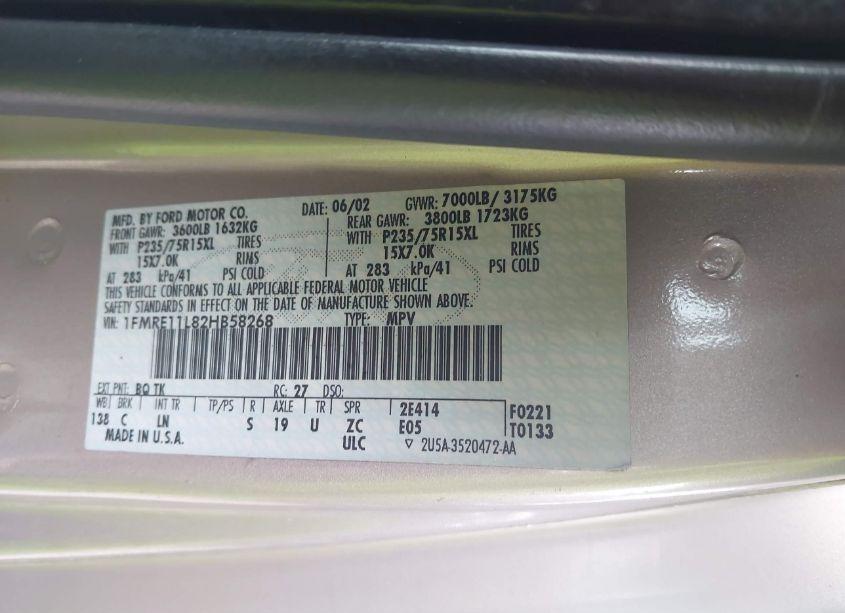 MFD. BY FORD MOTOR CO. DATE: 06/02 GVWR: 7000LB/ 3175KG
FRONT GAWR: 3600LB 1632KG REAR GAWR: 3800LB 1723KG
WITH P235/75R15XL TIRES WITH P235/75R15XL TIRES
15X7.0K RIMS 15X7.0K RIMS
AT 283 kPa/41 PSI COLD AT 283 kPa/41 PSI COLD
THIS VEHICLE CONFORMS TO ALL APPLICABLE FEDERAL MOTOR VEHICLE
SAFETY STANDARDS IN EFFECT ON THE DATE OF MANUFACTURE SHOWN ABOVE.
VIN: 1FMRE11L82HB58268 TYPE: MPV
EXT PNT: BQ TK RC: 27 DSO:
WB BRK INT TR TP/PS R AXLE TR SPR 2E414 F0221
138 C LN S 19 U ZC E05 T0133
MADE IN U.S.A. ULC ▽ 2U5A-3520472-AA